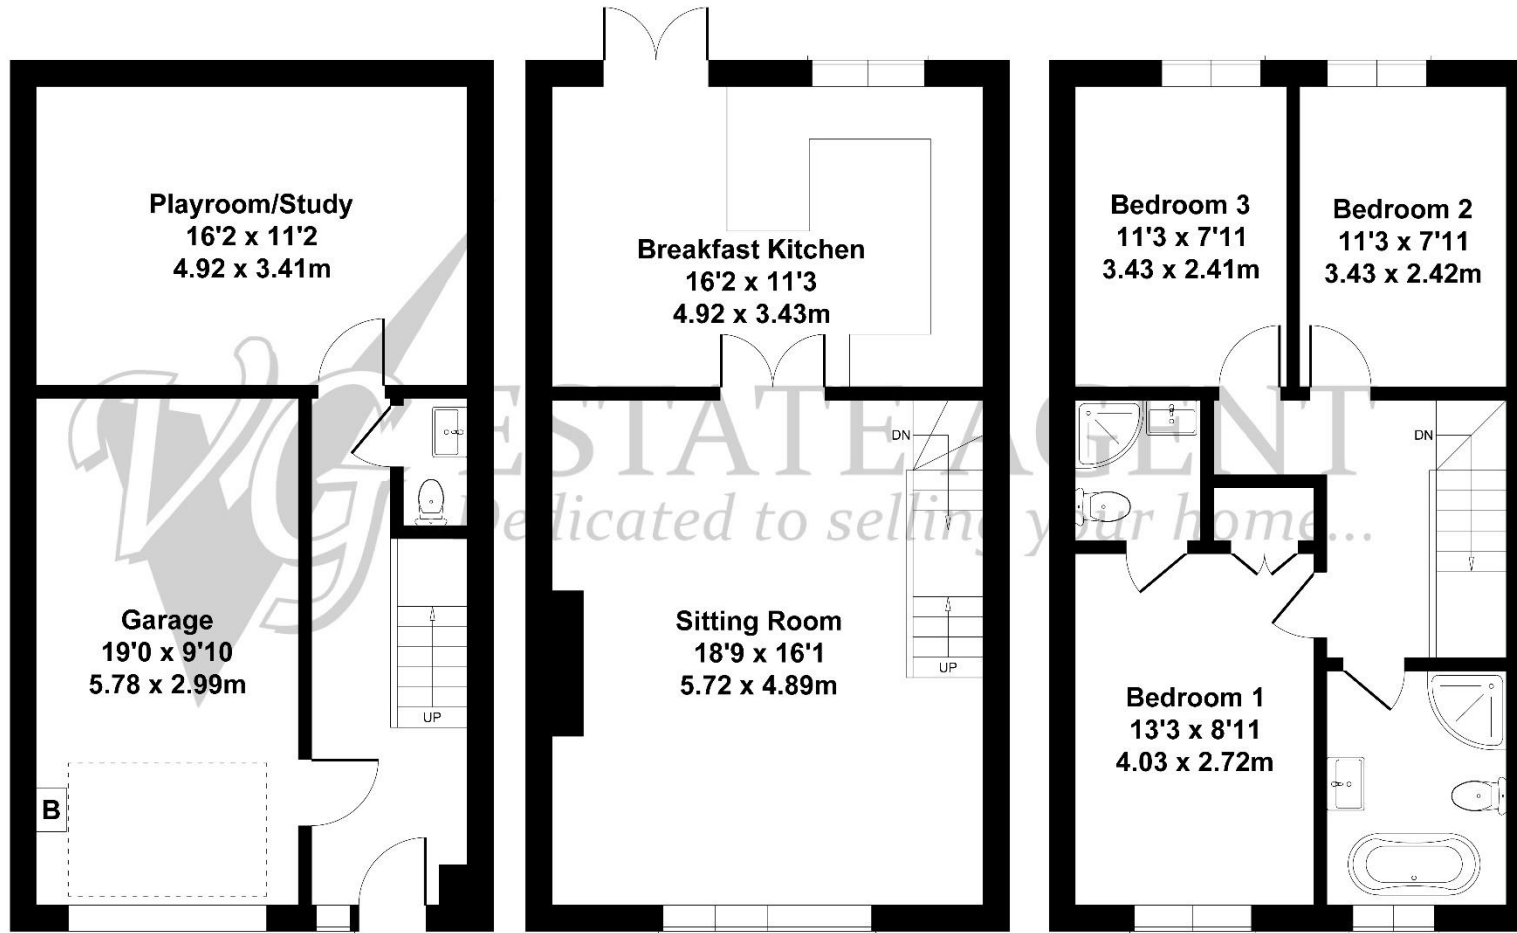 Playroom/Study
16'2 x 11'2
4.92 x 3.41m
Garage
19'0 x 9'10
5.78 x 2.99m
B
UP
Breakfast Kitchen
16'2 x 11'3
4.92 x 3.43m
DN
Sitting Room
18'9 x 16'1
5.72 x 4.89m
UP
Bedroom 3
11'3 x 7'11
3.43 x 2.41m
Bedroom 2
11'3 x 7'11
3.43 x 2.42m
DN
Bedroom 1
13'3 x 8'11
4.03 x 2.72m
VG ESTATE AGENT
Dedicated to selling your home...